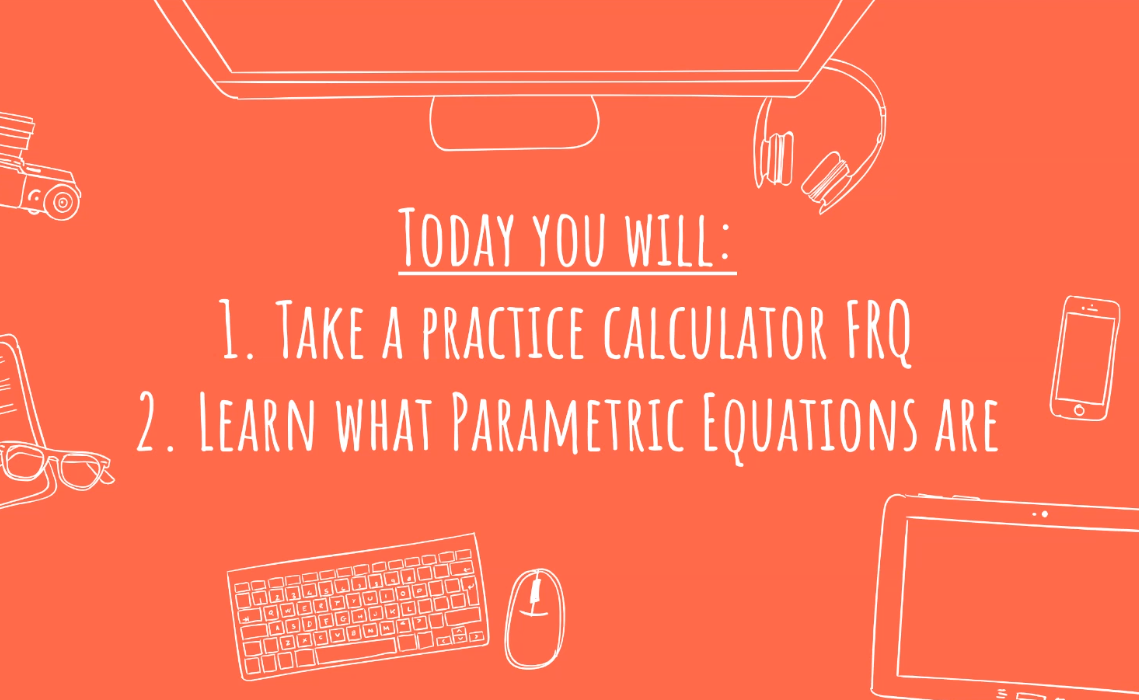 Today you will:
1. Take a practice calculator FRQ
2. Learn what Parametric Equations are